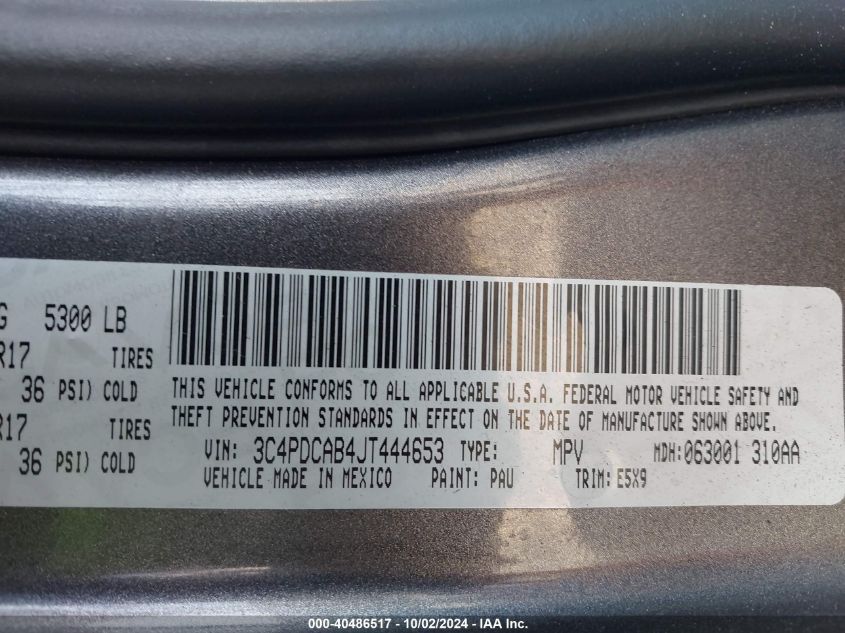 G 5300 LB
R17 TIRES
36 PSI) COLD
R17 TIRES
36 PSI) COLD
THIS VEHICLE CONFORMS TO ALL APPLICABLE U.S.A. FEDERAL MOTOR VEHICLE SAFETY AND
THEFT PREVENTION STANDARDS IN EFFECT ON THE DATE OF MANUFACTURE SHOWN ABOVE.
VIN: 3C4PDCAB4JT444653 TYPE: MPV MDH:063001 310AA
VEHICLE MADE IN MEXICO PAINT: PAU TRIM: E5X9
000-40486517 - 10/02/2024 - IAA Inc.